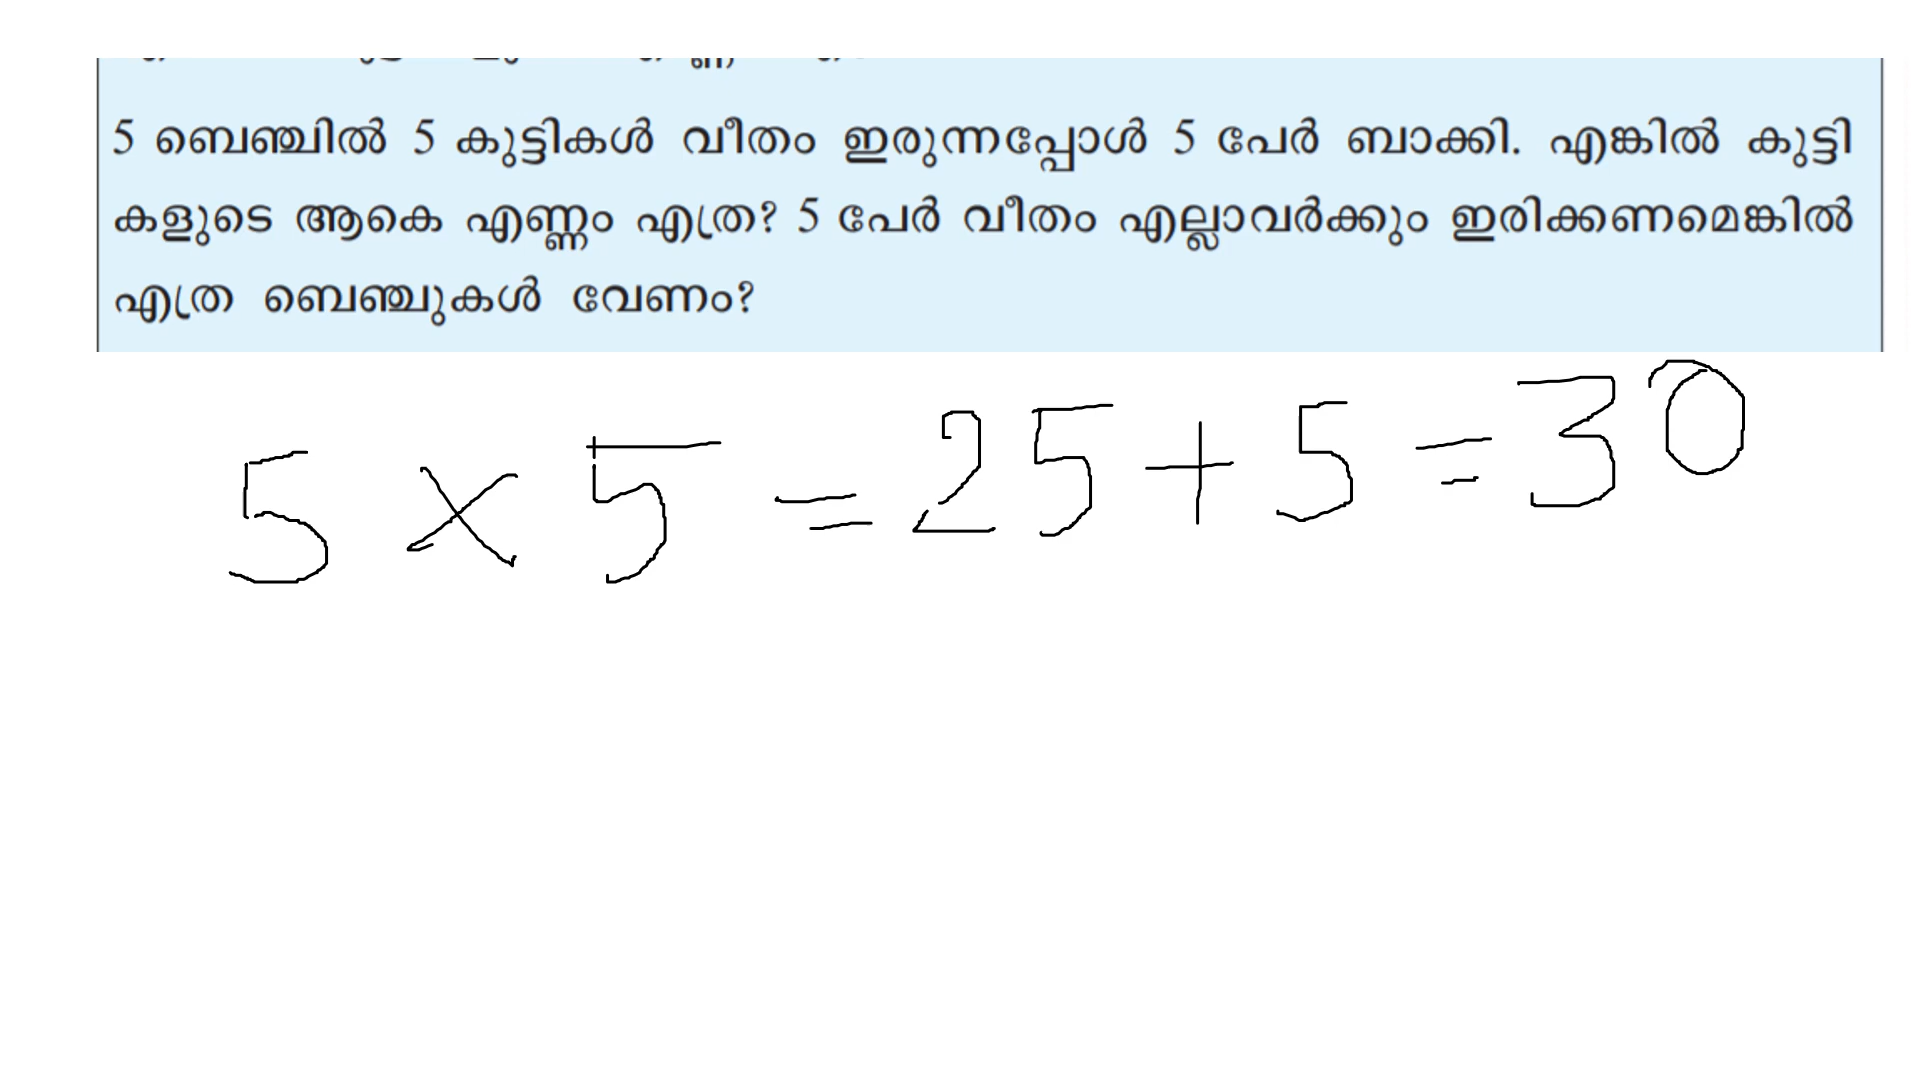 5 ബെഞ്ചിൽ 5 കുട്ടികൾ വീതം ഇരുന്നപ്പോൾ 5 പേർ ബാക്കി. എങ്കിൽ കുട്ടി
കളുടെ ആകെ എണ്ണം എത്ര? 5 പേർ വീതം എല്ലാവർക്കും ഇരിക്കണമെങ്കിൽ
എത്ര ബെഞ്ചുകൾ വേണം?
5 × 5 = 25 + 5 = 30